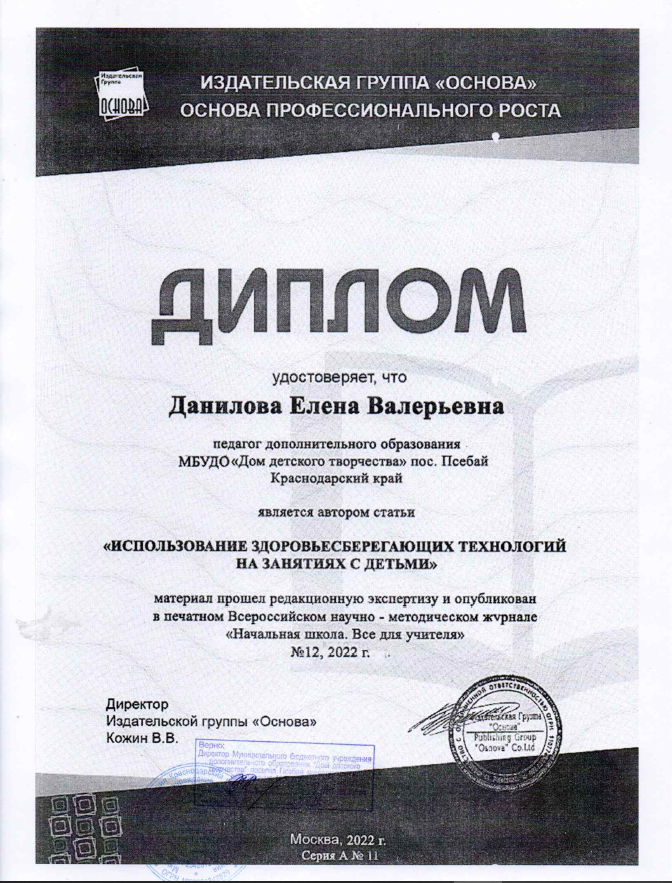 Издательская
Группа
ОСНОВА
ИЗДАТЕЛЬСКАЯ ГРУППА «ОСНОВА»
ОСНОВА ПРОФЕССИОНАЛЬНОГО РОСТА
ДИПЛОМ
удостоверяет, что
Данилова Елена Валерьевна
педагог дополнительного образования
МБУДО «Дом детского творчества» пос. Псебай
Краснодарский край
является автором статьи
«ИСПОЛЬЗОВАНИЕ ЗДОРОВЬЕСБЕРЕГАЮЩИХ ТЕХНОЛОГИЙ
НА ЗАНЯТИЯХ С ДЕТЬМИ»
материал прошел редакционную экспертизу и опубликован
в печатном Всероссийском научно - методическом журнале
«Начальная школа. Все для учителя»
№12, 2022 г.
Директор
Издательской группы «Основа»
Кожин В.В.
ОГРАНИЧЕННОЙ ОТВЕТСТВЕННОСТЬЮ
Издательская Группа
"Основа"
Publishing Group
"Osnova" Co.Ltd
Верно:
Директор Муниципального бюджетного учреждения
дополнительного образования "Дом детского
творчества" поселка
Москва, 2022 г.
Серия А № 11